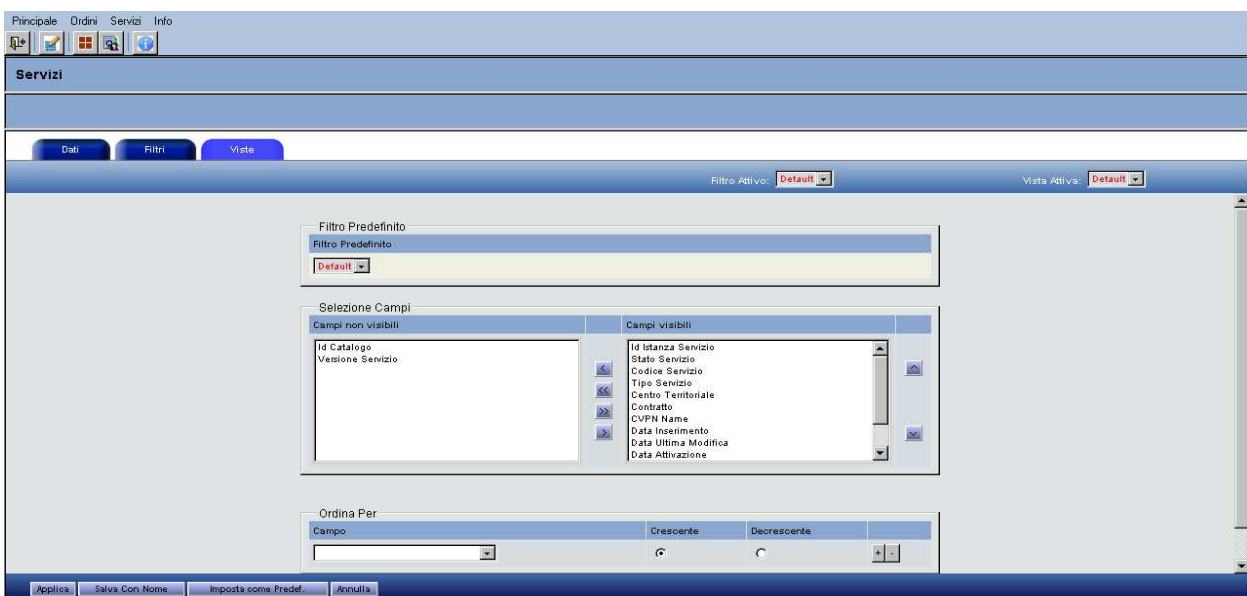 Principale Ordini Servizi Info
Servizi
Dati Filtri Viste
Filtro Attivo: Default Vista Attiva: Default
Filtro Predefinito
Filtro Predefinito
Default
Selezione Campi
Campi non visibili Campi visibili
Id Catalogo
Versione Servizio
< 
<<
>>
>
Id Istanza Servizio
Stato Servizio
Codice Servizio
Tipo Servizio
Centro Territoriale
Contratto
CVPN Name
Data Inserimento
Data Ultima Modifica
Data Attivazione
Ordina Per
Campo Crescente Decrescente
+ -
Applica Salva Con Nome Imposta come Predef. Annulla